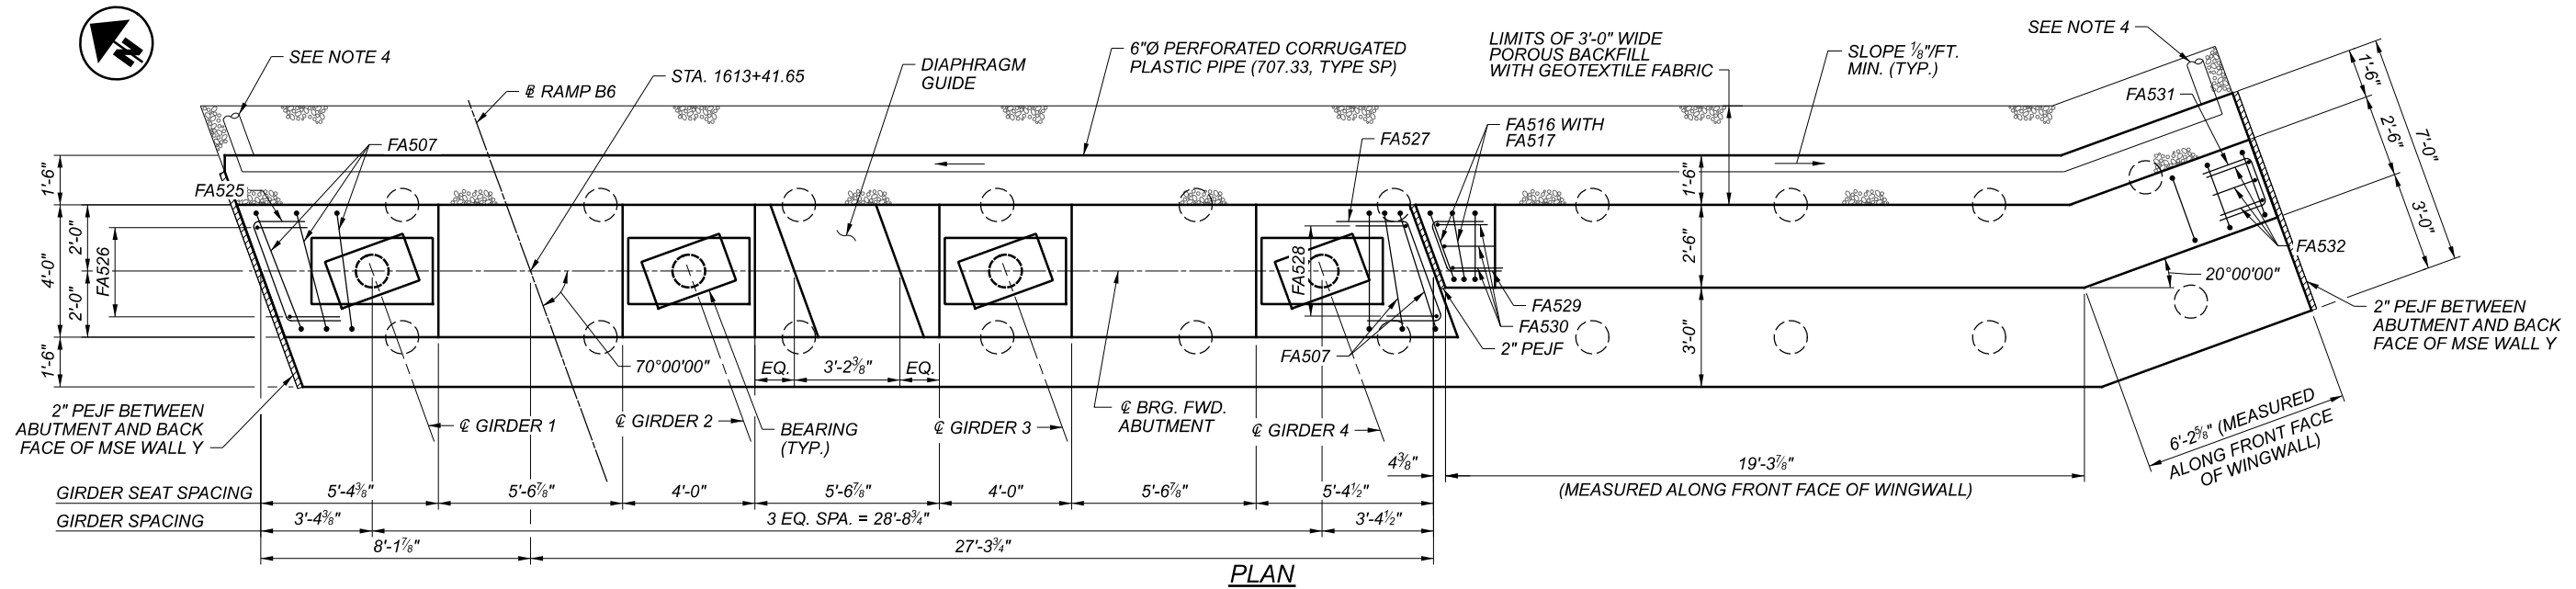 N
SEE NOTE 4
℄ RAMP B6
STA. 1613+41.65
DIAPHRAGM
GUIDE
6"Ø PERFORATED CORRUGATED
PLASTIC PIPE (707.33, TYPE SP)
LIMITS OF 3'-0" WIDE
POROUS BACKFILL
WITH GEOTEXTILE FABRIC
SLOPE ⅛"/FT.
MIN. (TYP.)
SEE NOTE 4
FA531
1'-6"
2'-6"
7'-0"
3'-0"
FA507
FA525
FA527
FA516 WITH
FA517
1'-6"
4'-0"
2'-0"
2'-0"
1'-6"
FA526
FA528
1'-6"
2'-6"
3'-0"
FA532
20°00'00"
FA529
FA530
2" PEJF
FA507
70°00'00"
EQ.
3'-2⅜"
EQ.
2" PEJF BETWEEN
ABUTMENT AND BACK
FACE OF MSE WALL Y
2" PEJF BETWEEN
ABUTMENT AND BACK
FACE OF MSE WALL Y
℄ GIRDER 1
℄ GIRDER 2
BEARING
(TYP.)
℄ GIRDER 3
℄ BRG. FWD.
ABUTMENT
℄ GIRDER 4
6'-2⅝" (MEASURED
ALONG FRONT FACE
OF WINGWALL)
4⅜"
19'-3⅞"
(MEASURED ALONG FRONT FACE OF WINGWALL)
GIRDER SEAT SPACING
5'-4⅜"
5'-6⅞"
4'-0"
5'-6⅞"
4'-0"
5'-6⅞"
5'-4½"
GIRDER SPACING
3'-4⅜"
3 EQ. SPA. = 28'-8¾"
3'-4½"
8'-1⅞"
27'-3¾"
PLAN